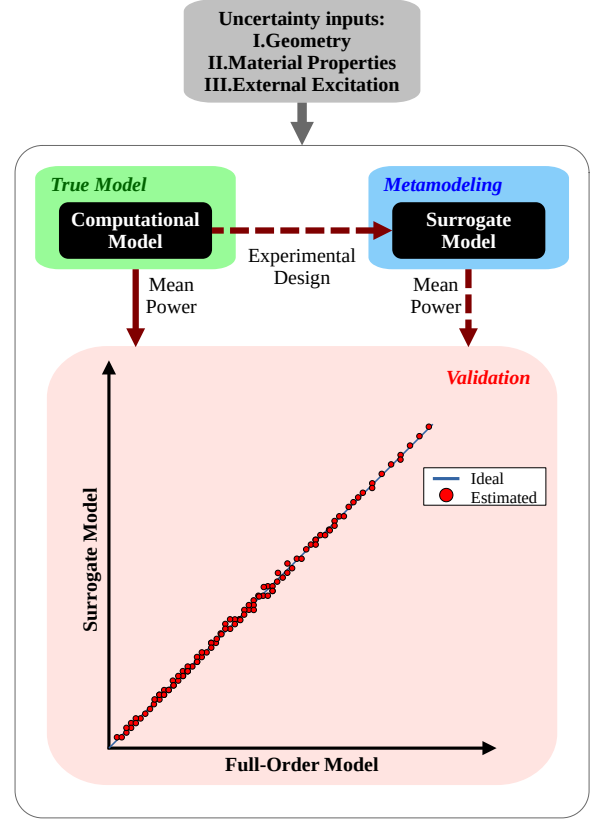 Uncertainty inputs:
I.Geometry
II.Material Properties
III.External Excitation
True Model
Metamodeling
Computational
Model
Surrogate
Model
Experimental
Design
Mean
Power
Mean
Power
Validation
Ideal
Estimated
Surrogate Model
Full-Order Model